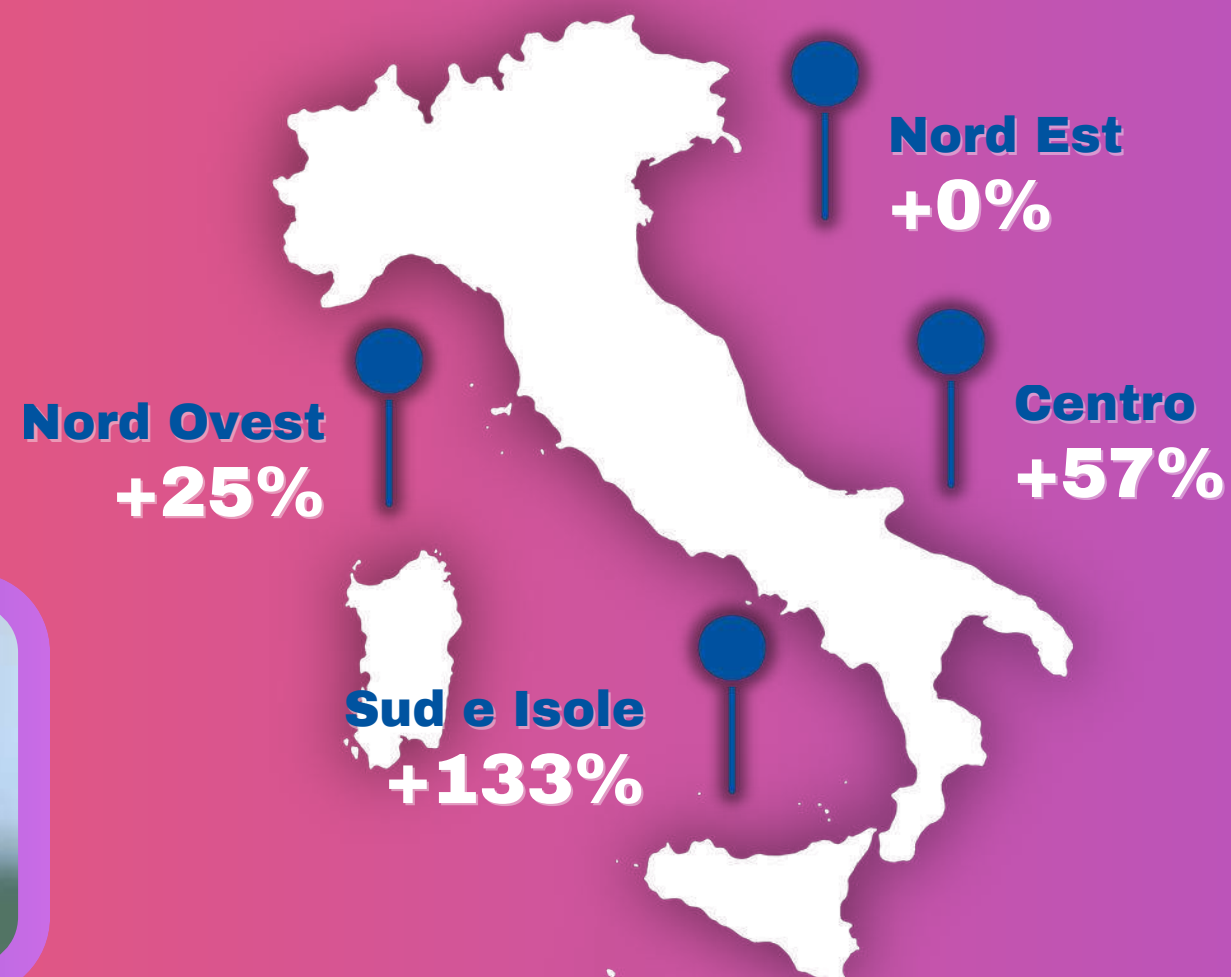 Nord Est
+0%
Centro
+57%
Nord Ovest
+25%
Sud e Isole
+133%